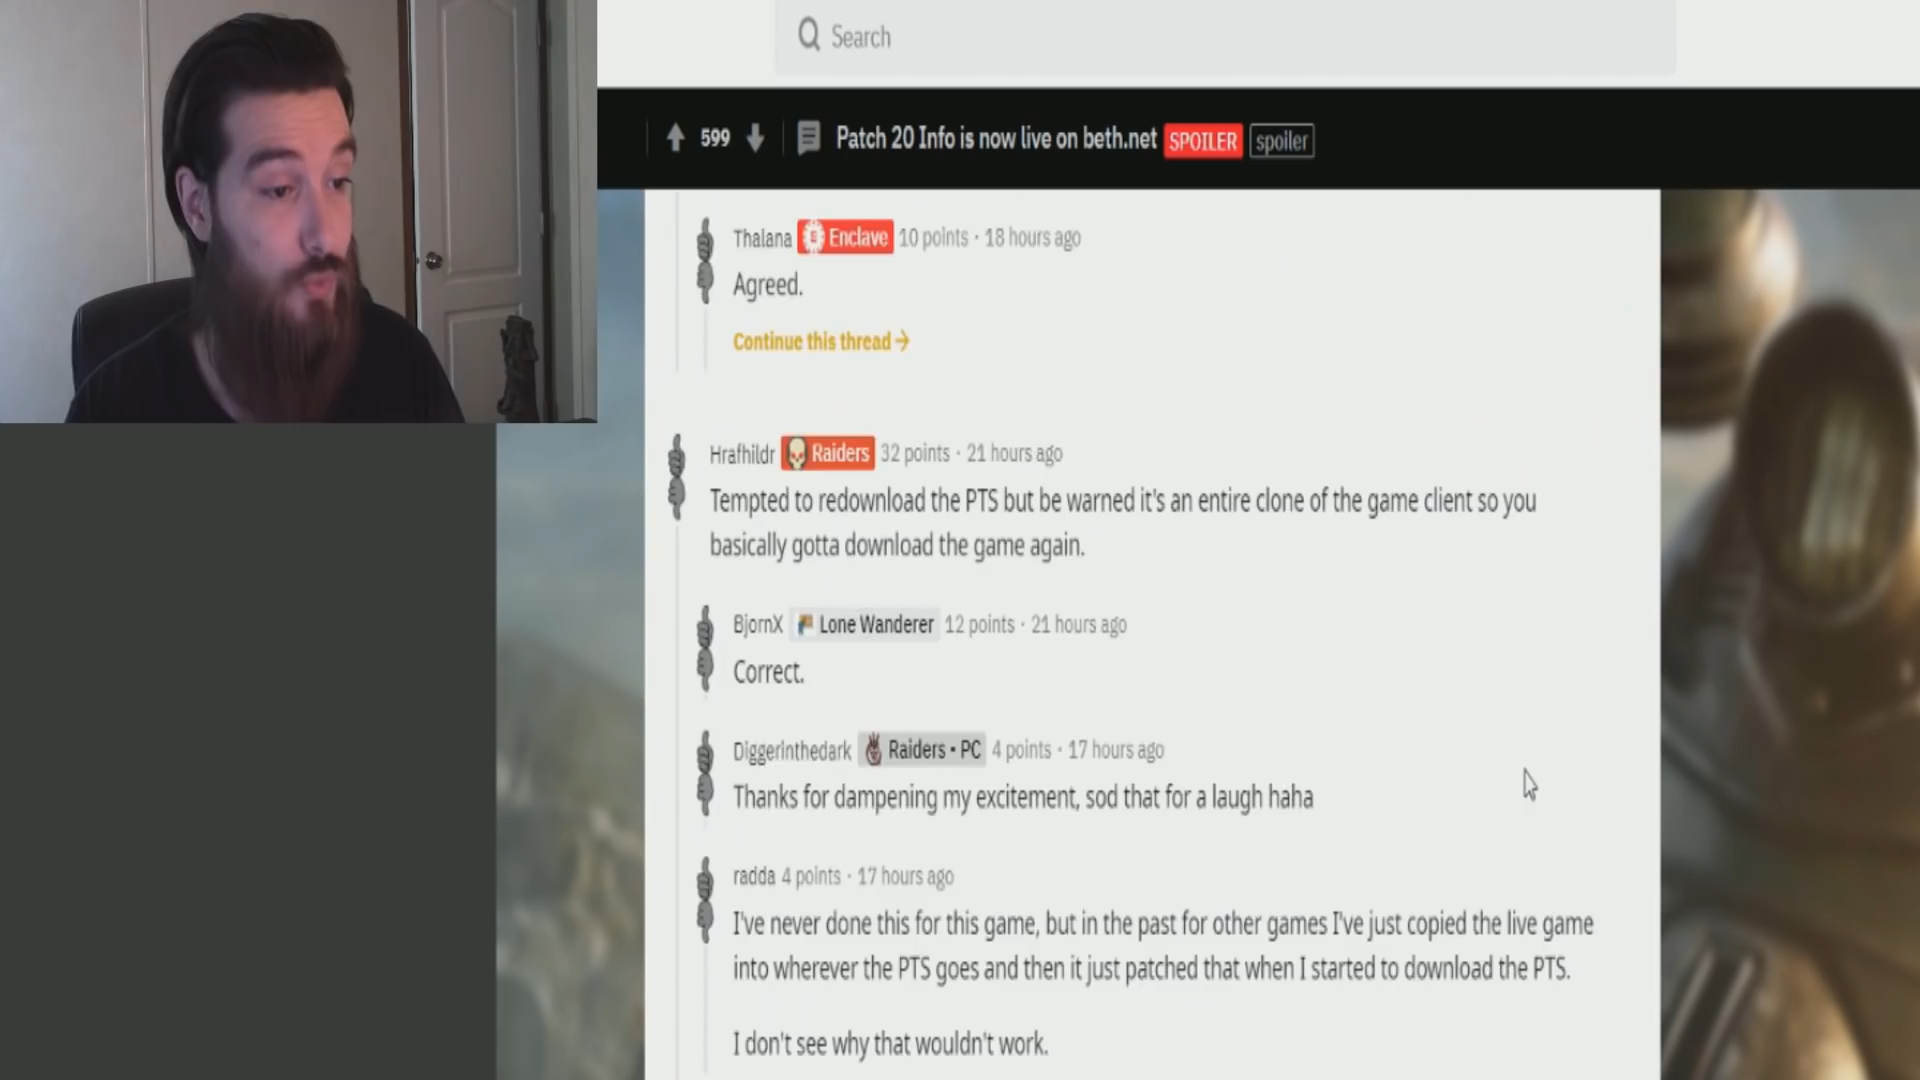 Search
599 Patch 20 Info is now live on beth.net SPOILER spoiler
Thalana Enclave 10 points · 18 hours ago
Agreed.
Continue this thread →
Hrafhildr Raiders 32 points · 21 hours ago
Tempted to redownload the PTS but be warned it's an entire clone of the game client so you
basically gotta download the game again.
BjornX Lone Wanderer 12 points · 21 hours ago
Correct.
DiggerInthedark Raiders • PC 4 points · 17 hours ago
Thanks for dampening my excitement, sod that for a laugh haha
radda 4 points · 17 hours ago
I've never done this for this game, but in the past for other games I've just copied the live game
into wherever the PTS goes and then it just patched that when I started to download the PTS.
I don't see why that wouldn't work.